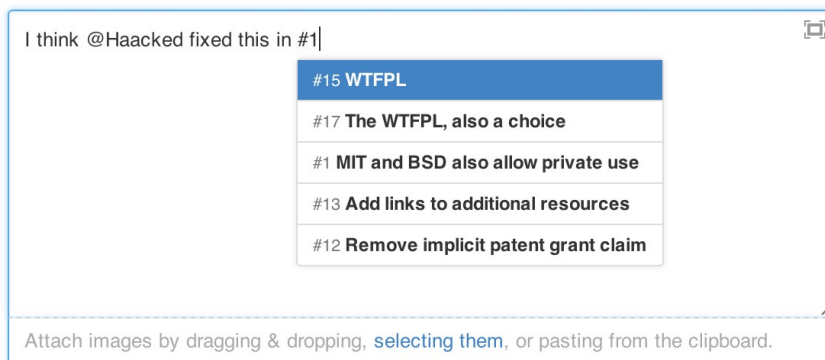 I think @Haacked fixed this in #1
#15 WTFPL
#17 The WTFPL, also a choice
#1 MIT and BSD also allow private use
#13 Add links to additional resources
#12 Remove implicit patent grant claim
Attach images by dragging & dropping, selecting them, or pasting from the clipboard.